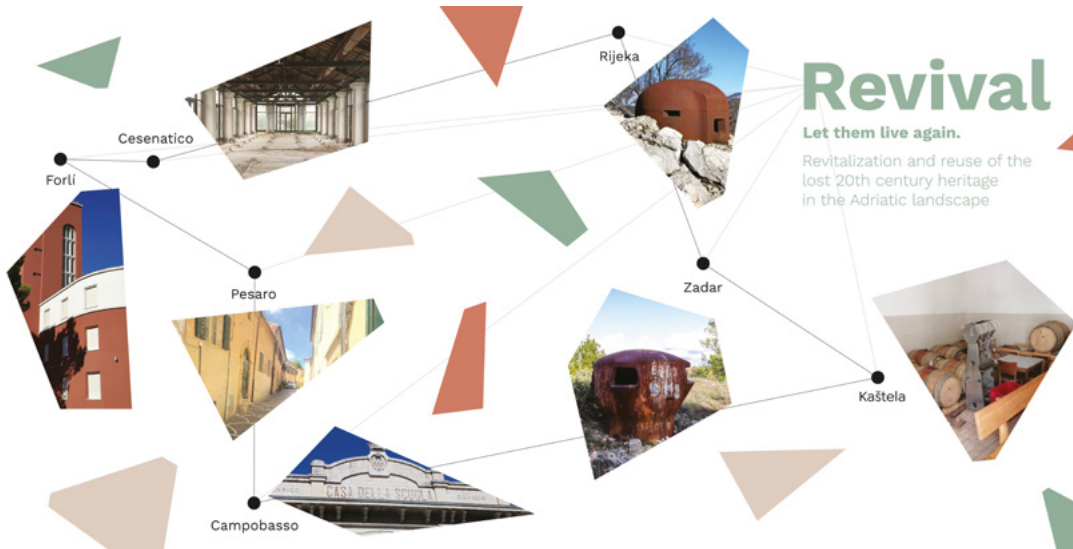 Rijeka
Revival
Let them live again.
Revitalization and reuse of the
lost 20th century heritage
in the Adriatic landscape
Cesenatico
Forlí
Pesaro
Zadar
Kaštela
CASA DELLA SCUOLA
Campobasso